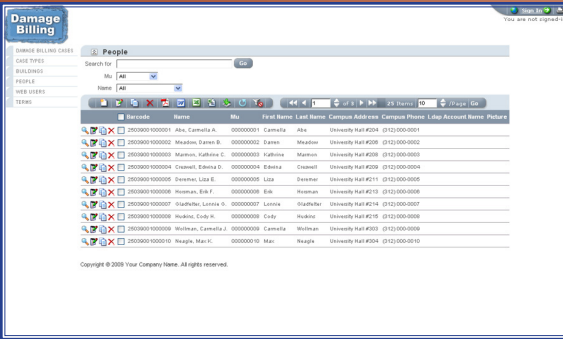 Sign In
You are not signed-i
Damage
Billing
DAMAGE BILLING CASES
CASE TYPES
BUILDINGS
PEOPLE
WEB USERS
TERMS
People
Search for Go
Mu All
Name All
1 of 3 25 Items 10 /Page Go
Barcode Name Mu First Name Last Name Campus Address Campus Phone Ldap Account Name Picture
25039001000001 Abe, Carmella A. 000000001 Carmella Abe University Hall #204 (312)-000-0001
25039001000002 Meadow, Darren B. 000000002 Darren Meadow University Hall #206 (312)-000-0002
25039001000003 Marmon, Kathrine C. 000000003 Kathrine Marmon University Hall #208 (312)-000-0003
25039001000004 Creswell, Edwina D. 000000004 Edwina Creswell University Hall #209 (312)-000-0004
25039001000005 Deremer, Liza E. 000000005 Liza Deremer University Hall #211 (312)-000-0005
25039001000006 Horsman, Erik F. 000000006 Erik Horsman University Hall #213 (312)-000-0006
25039001000007 Gladfelter, Lonnie G. 000000007 Lonnie Gladfelter University Hall #214 (312)-000-0007
25039001000008 Huskins, Cody H. 000000008 Cody Huskins University Hall #215 (312)-000-0008
25039001000009 Wollman, Carmella J. 000000009 Carmella Wollman University Hall #303 (312)-000-0009
25039001000010 Neagle, Max K. 000000010 Max Neagle University Hall #304 (312)-000-0010
Copyright © 2009 Your Company Name. All rights reserved.